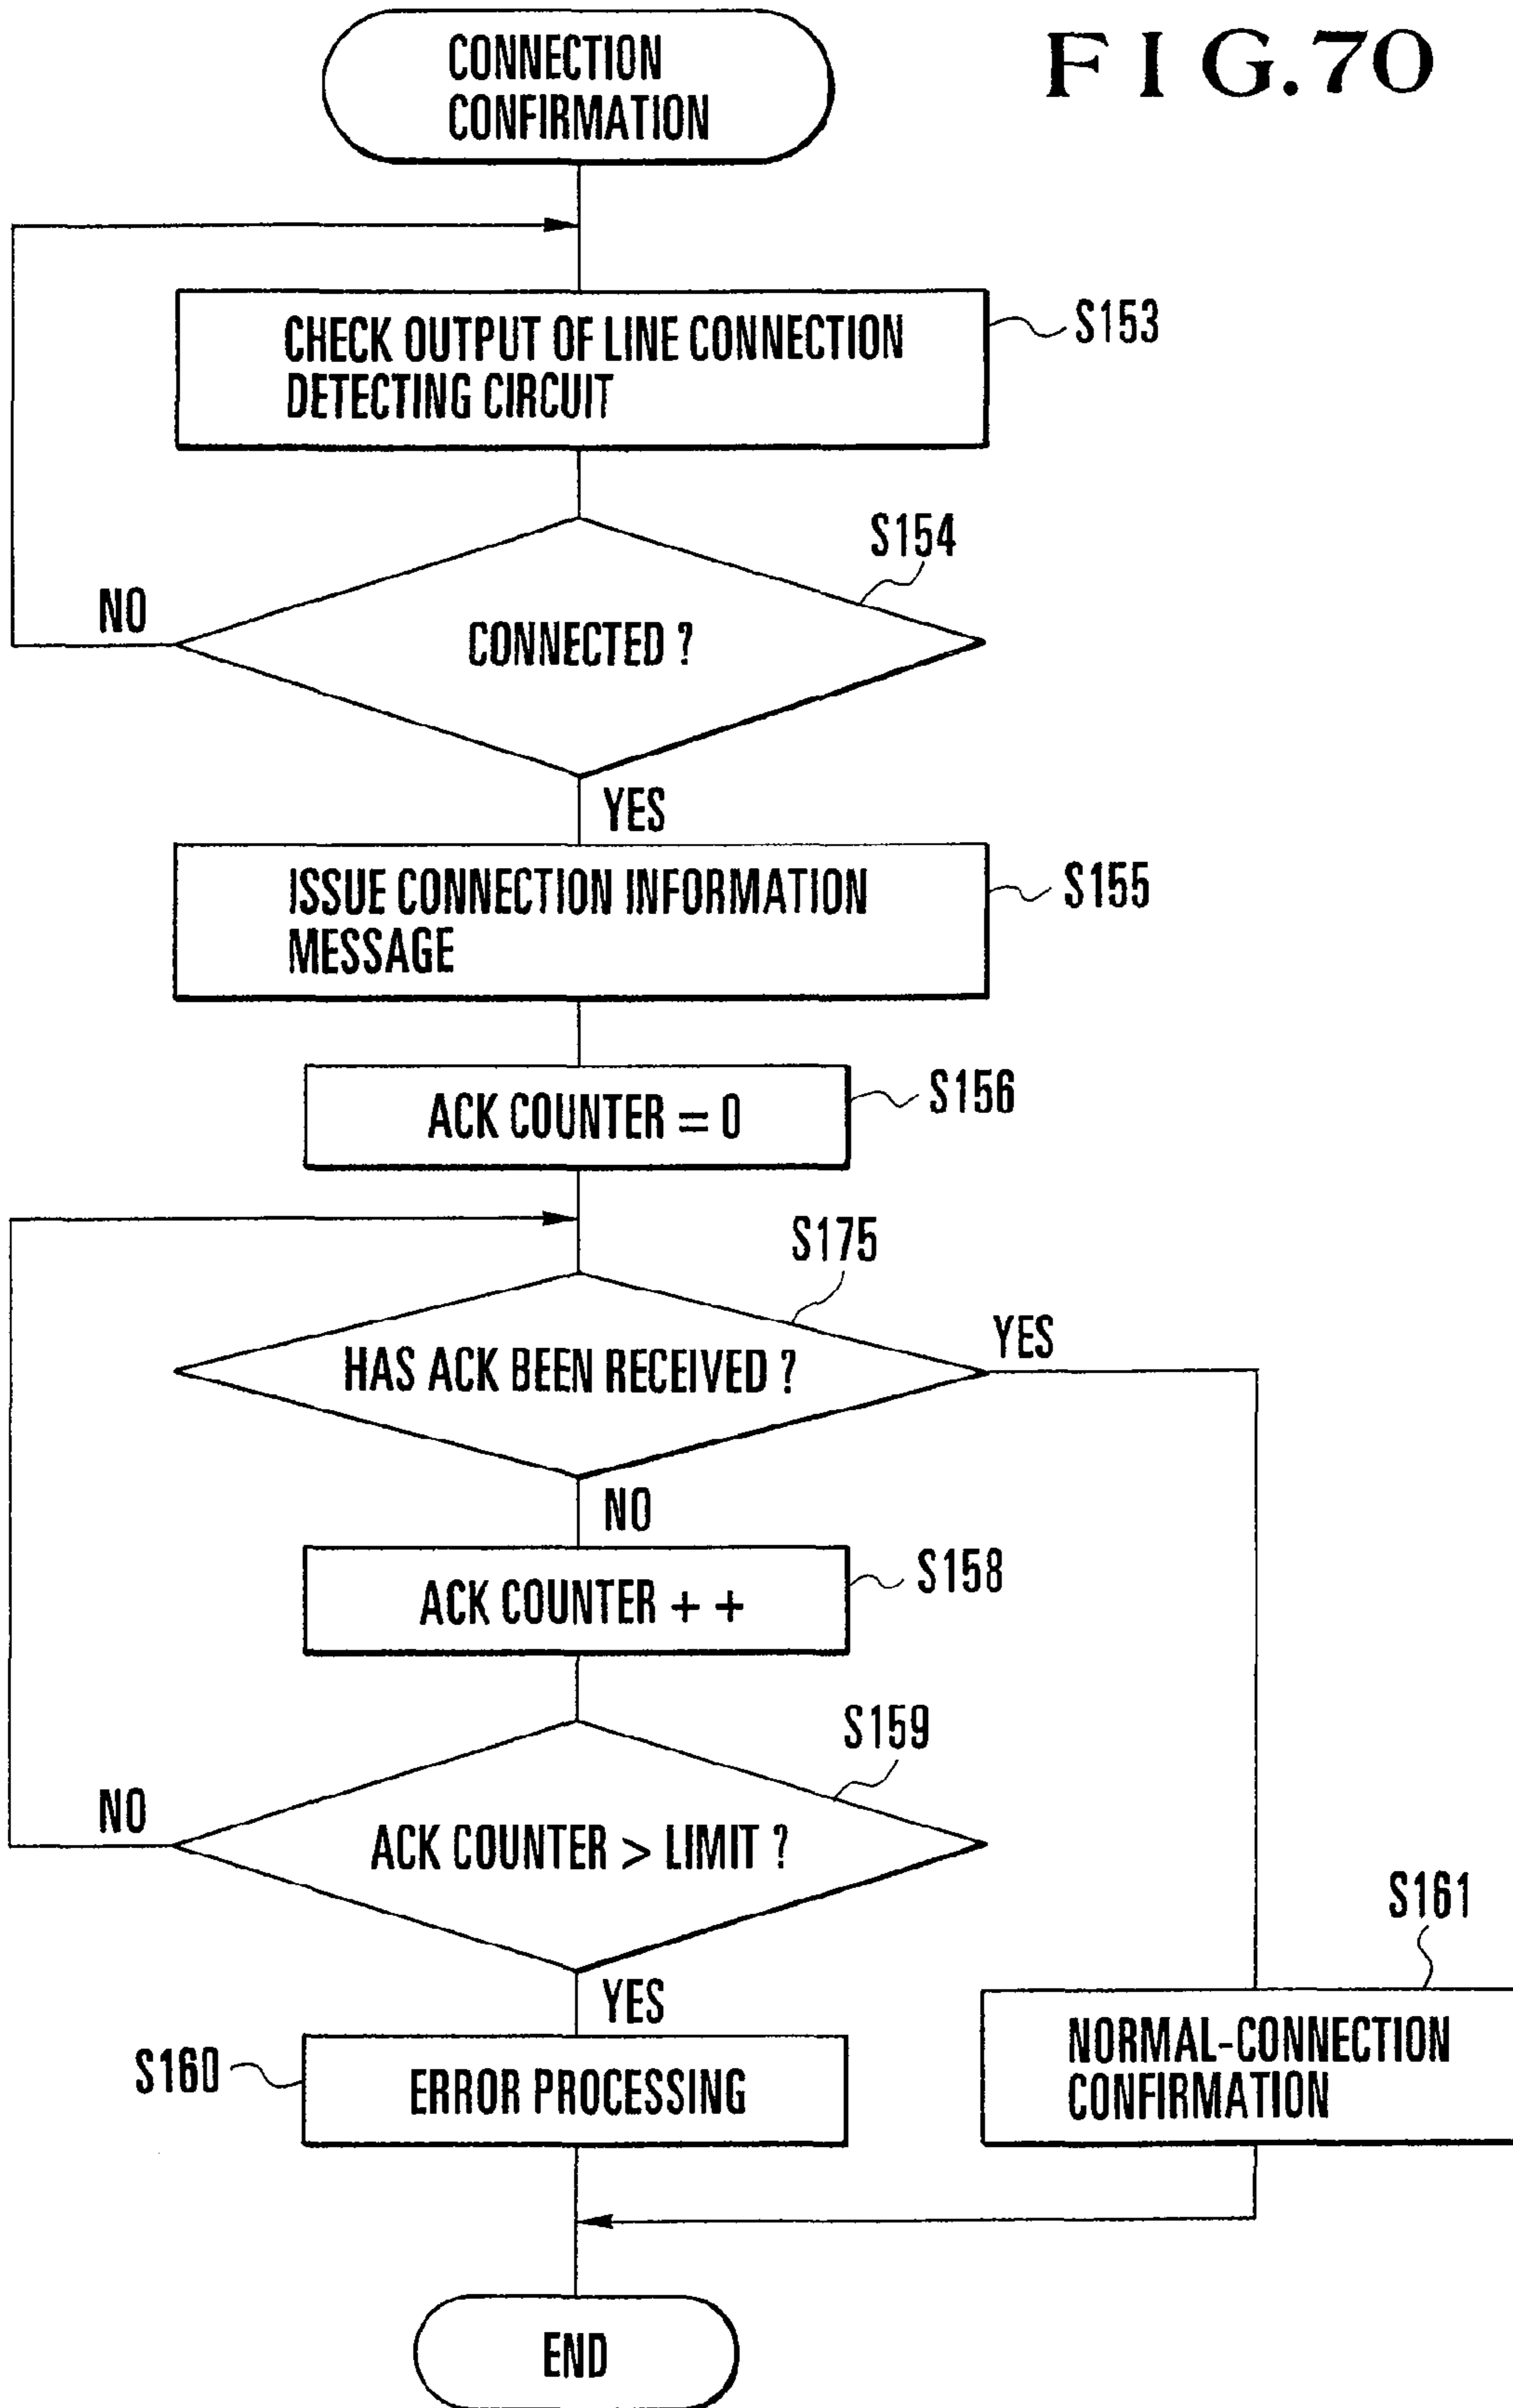 FIG.70
CONNECTION
CONFIRMATION
CHECK OUTPUT OF LINE CONNECTION
DETECTING CIRCUIT
S153
S154
NO
CONNECTED ?
YES
ISSUE CONNECTION INFORMATION
MESSAGE
S155
ACK COUNTER = 0
S156
S175
HAS ACK BEEN RECEIVED ?
YES
NO
ACK COUNTER + +
S158
S159
NO
ACK COUNTER > LIMIT ?
S161
YES
NORMAL-CONNECTION
CONFIRMATION
S160
ERROR PROCESSING
END